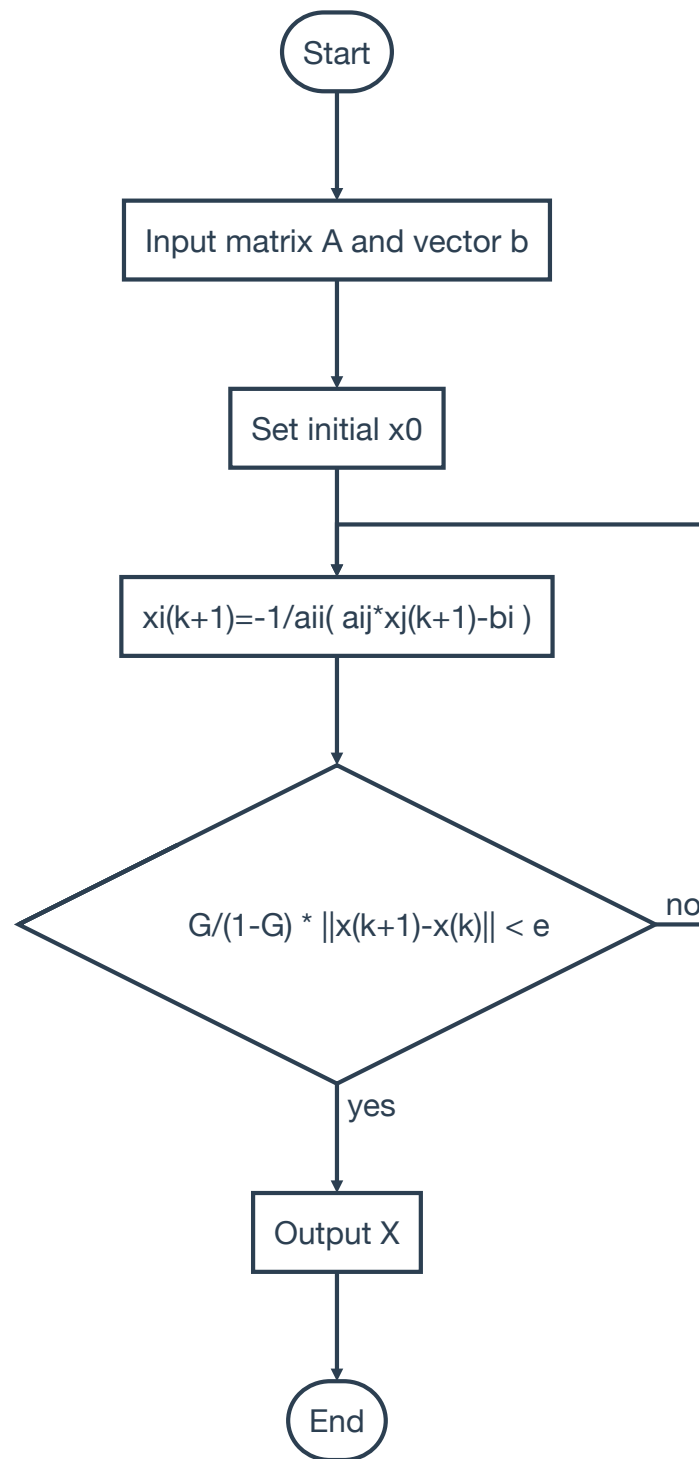 Start
Input matrix A and vector b
Set initial x0
xi(k+1)=-1/aii( aij*xj(k+1)-bi )
G/(1-G) * ||x(k+1)-x(k)|| < e
no
yes
Output X
End